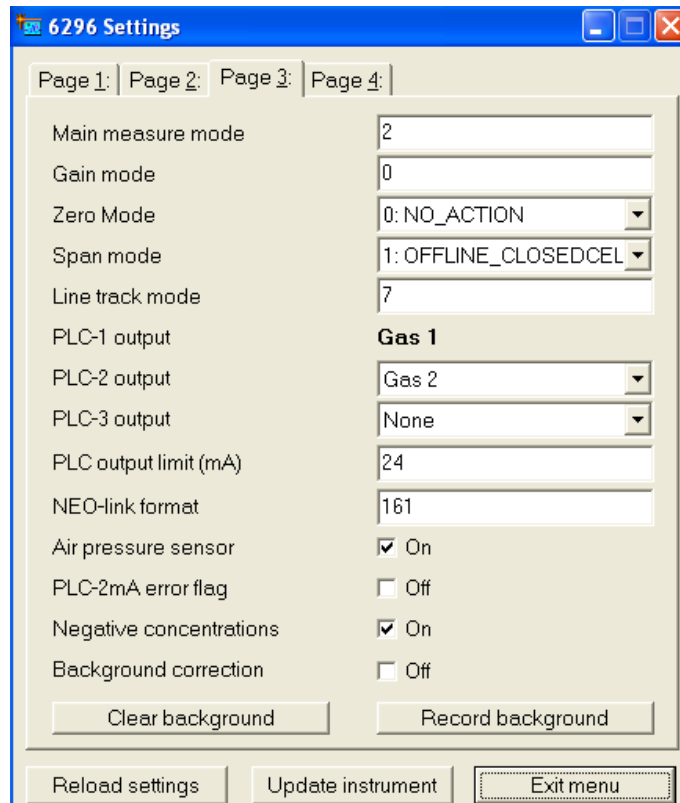 6296 Settings
Page 1: Page 2: Page 3: Page 4:
Main measure mode 2
Gain mode 0
Zero Mode 0: NO_ACTION
Span mode 1: OFFLINE_CLOSEDCEL
Line track mode 7
PLC-1 output Gas 1
PLC-2 output Gas 2
PLC-3 output None
PLC output limit (mA) 24
NEO-link format 161
Air pressure sensor On
PLC-2mA error flag Off
Negative concentrations On
Background correction Off
Clear background Record background
Reload settings Update instrument Exit menu